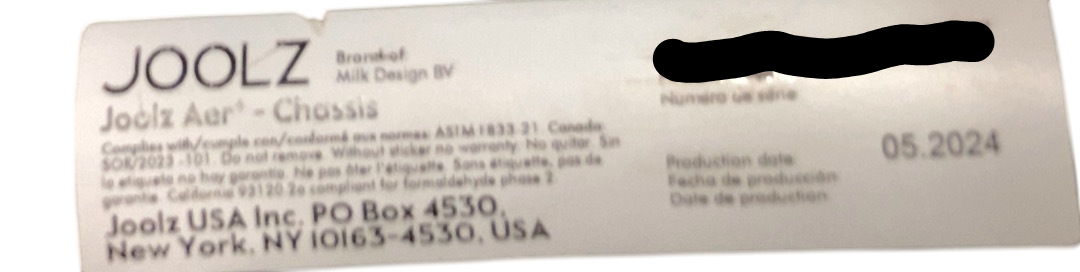 JOOLZ
Brand of
Milk Design BV
Joolz Aer+ - Chassis
Complies with/cumple con/conformé aux normes: ASTM F833-21. Canada:
SOR/2023 -101. Do not remove. Without sticker no warranty. No quitar. Sin
la etiqueta no hay garantía. Ne pas ôter l'étiquette. Sans étiquette, pas de
garantie. California 93120.2e compliant for formaldehyde phase 2
Joolz USA Inc. PO Box 4530,
New York, NY 10163-4530, USA
Numéro de série
Production date
Fecha de producción
Date de production
05.2024